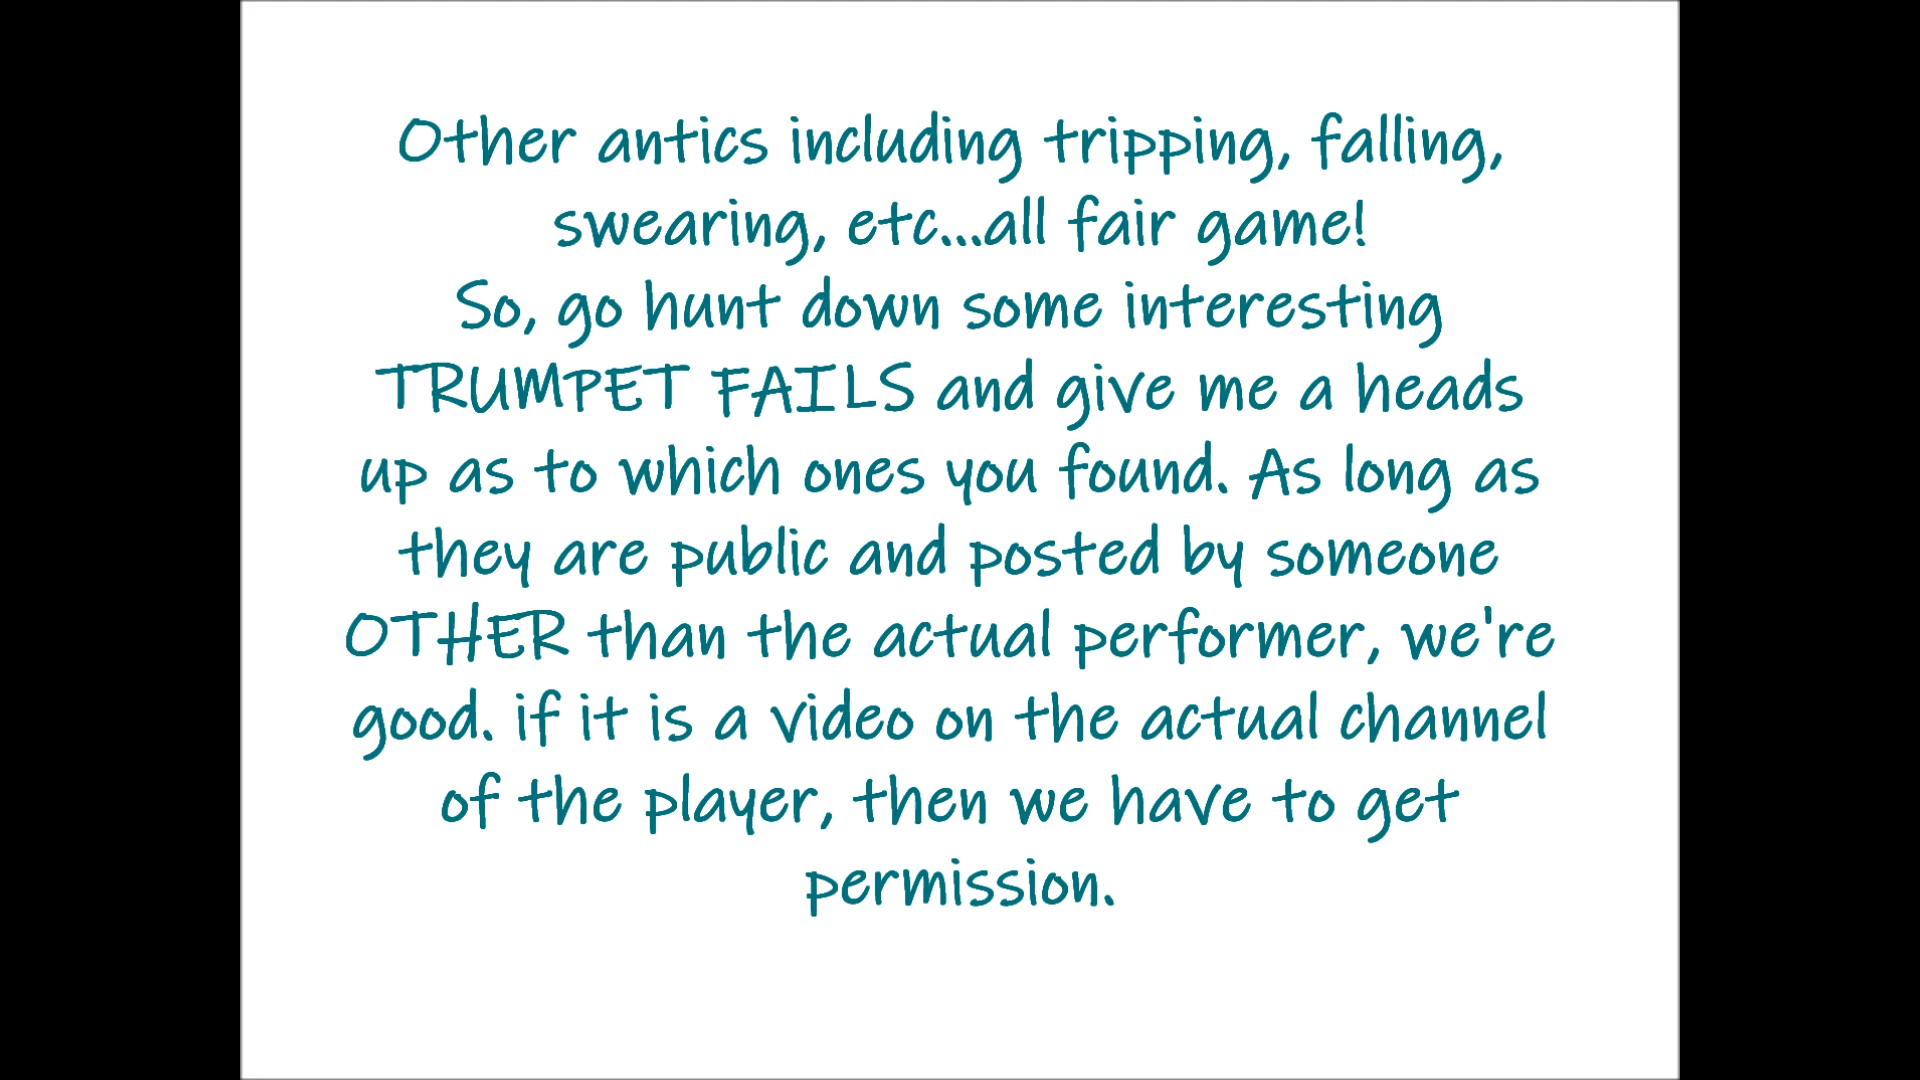 Other antics including tripping, falling,
swearing, etc...all fair game!
So, go hunt down some interesting
TRUMPET FAILS and give me a heads
up as to which ones you found. As long as
they are public and posted by someone
OTHER than the actual performer, we're
good. if it is a video on the actual channel
of the player, then we have to get
permission.